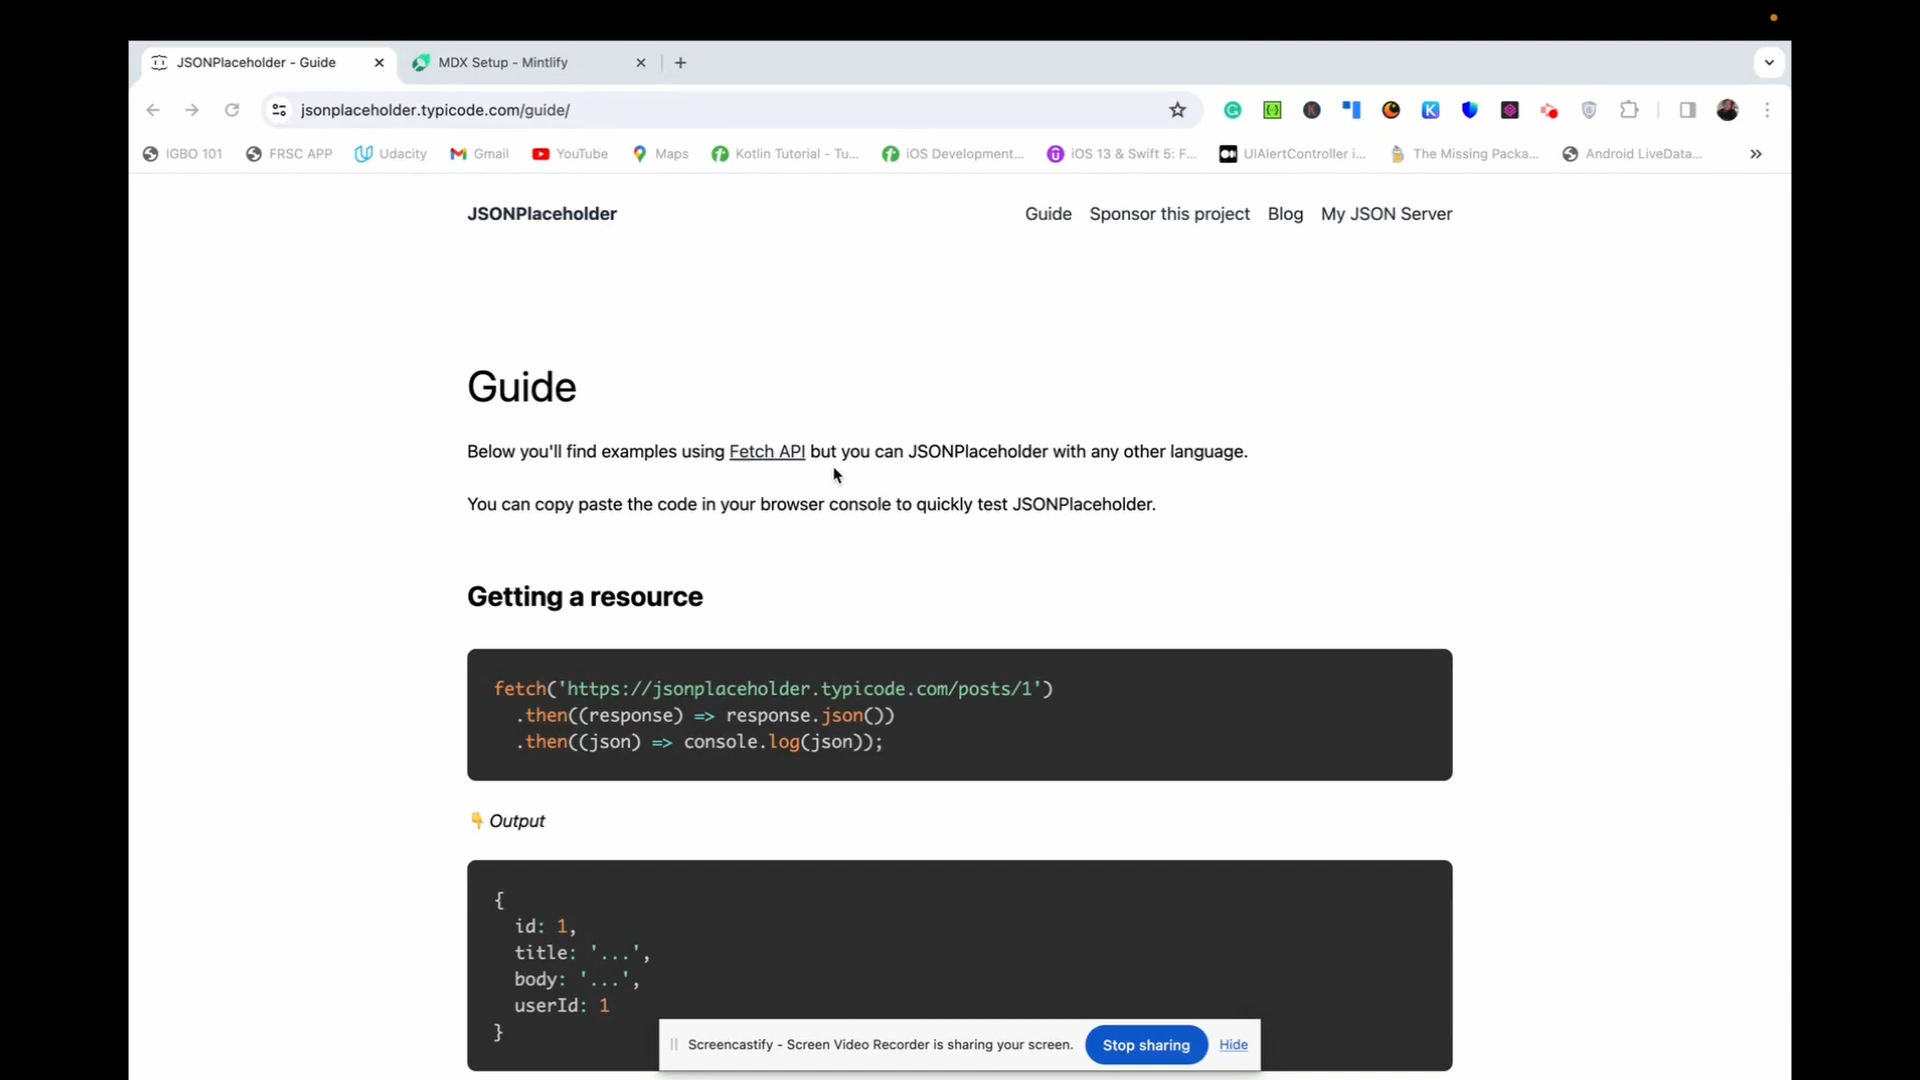 JSONPlaceholder - Guide
MDX Setup - Mintlify
jsonplaceholder.typicode.com/guide/
IGBO 101
FRSC APP
Udacity
Gmail
YouTube
Maps
Kotlin Tutorial - Tu...
iOS Development...
iOS 13 & Swift 5: F...
UIAlertController i...
The Missing Packa...
Android LiveData...
JSONPlaceholder
Guide
Sponsor this project
Blog
My JSON Server
Guide
Below you'll find examples using Fetch API but you can JSONPlaceholder with any other language.
You can copy paste the code in your browser console to quickly test JSONPlaceholder.
Getting a resource
fetch('https://jsonplaceholder.typicode.com/posts/1')
  .then((response) => response.json())
  .then((json) => console.log(json));
👇 Output
{
  id: 1,
  title: '...',
  body: '...',
  userId: 1
}
Screencastify - Screen Video Recorder is sharing your screen.
Stop sharing
Hide